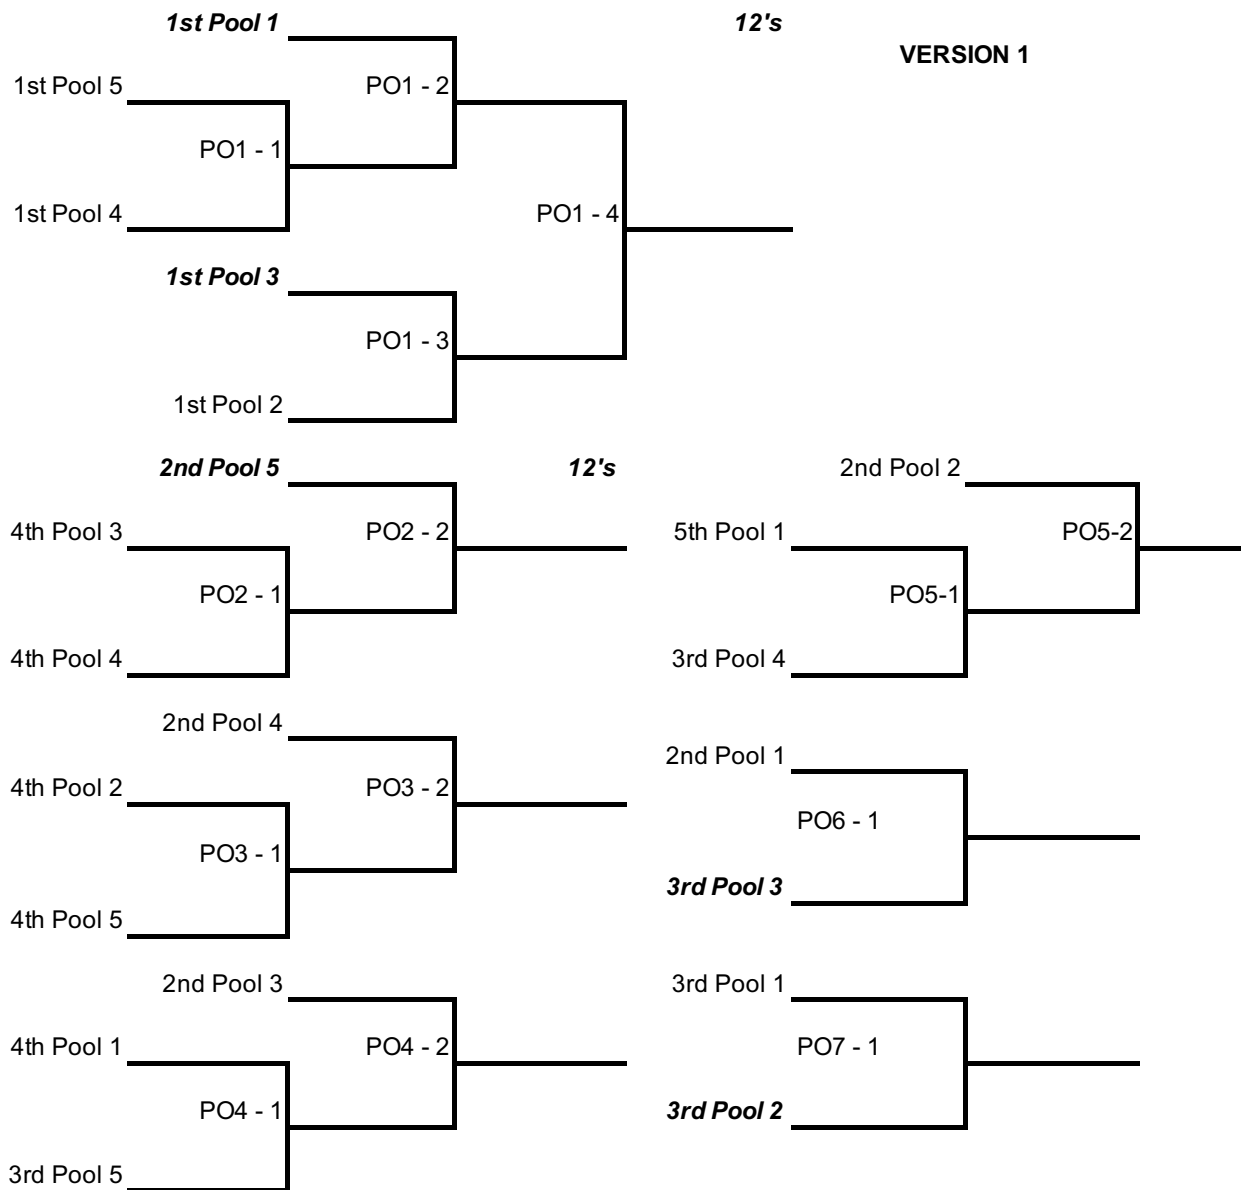 1st Pool 1
12's
VERSION 1
1st Pool 5
PO1 - 2
PO1 - 1
1st Pool 4
PO1 - 4
1st Pool 3
PO1 - 3
1st Pool 2
2nd Pool 5
12's
2nd Pool 2
4th Pool 3
PO2 - 2
5th Pool 1
PO5-2
PO2 - 1
PO5-1
4th Pool 4
3rd Pool 4
2nd Pool 4
2nd Pool 1
4th Pool 2
PO3 - 2
PO6 - 1
PO3 - 1
3rd Pool 3
4th Pool 5
2nd Pool 3
3rd Pool 1
4th Pool 1
PO4 - 2
PO7 - 1
PO4 - 1
3rd Pool 2
3rd Pool 5